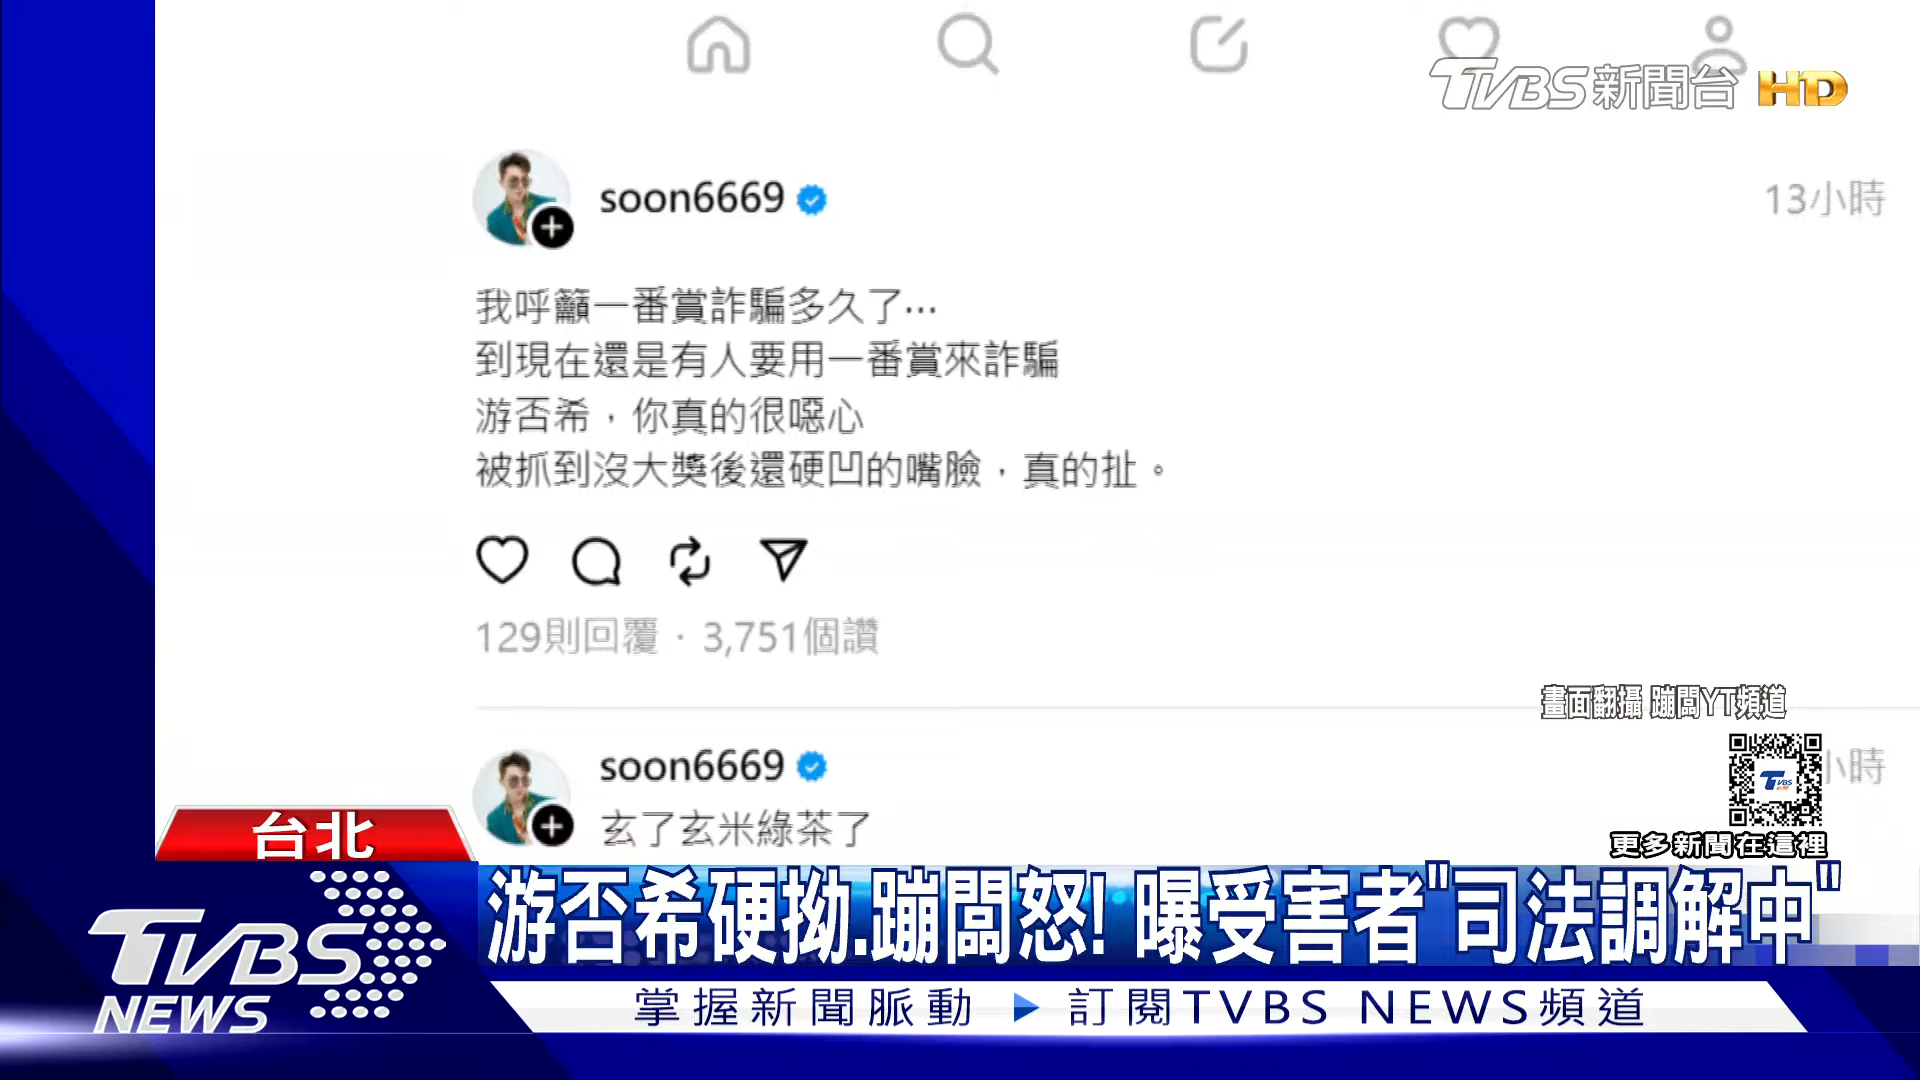 TVBS新聞台 HD
soon6669
13小時
我呼籲一番賞詐騙多久了...
到現在還是有人要用一番賞來詐騙
游否希，你真的很噁心
被抓到沒大獎後還硬凹的嘴臉，真的扯。
129則回覆 · 3,751個讚
畫面翻攝 蹦闆YT頻道
soon6669
小時
玄了玄米綠茶了
TVBS
更多新聞在這裡
台北
游否希硬拗.蹦闆怒! 曝受害者"司法調解中"
TVBS
NEWS
掌握新聞脈動 ▶ 訂閱TVBS NEWS頻道